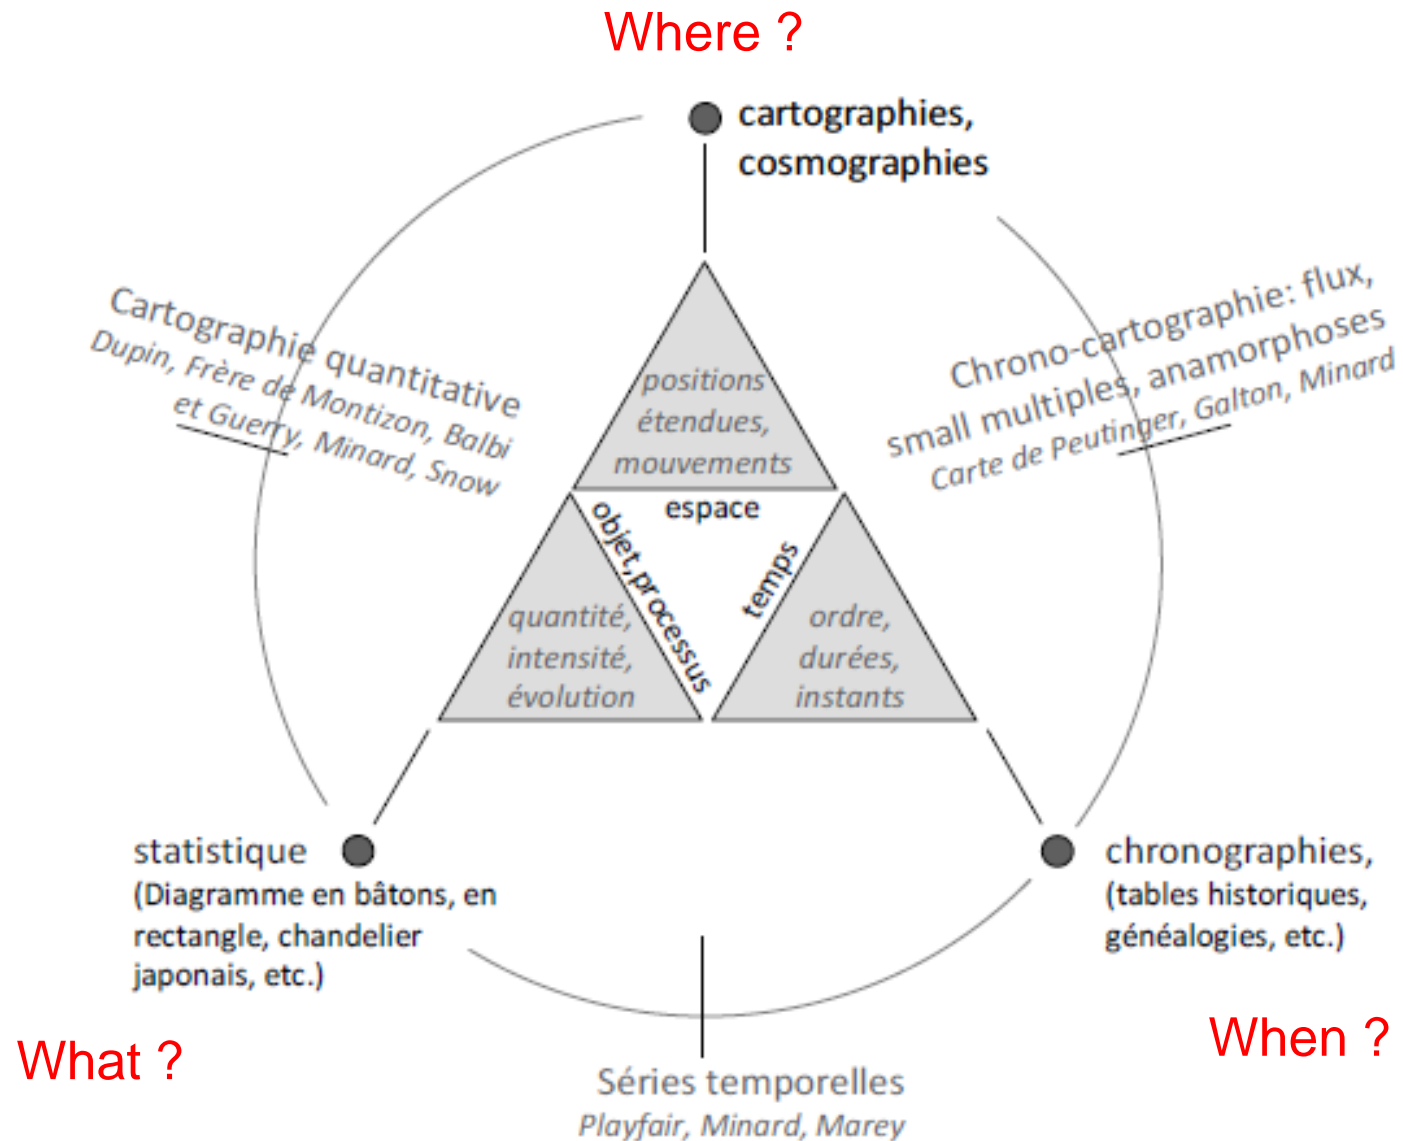 Where ?
cartographies,
cosmographies
Cartographie quantitative
Dupin, Frère de Montizon, Balbi
et Guerry, Minard, Snow
Chrono-cartographie: flux,
small multiples, anamorphoses
Carte de Peutinger, Galton, Minard
positions
étendues,
mouvements
espace
objet,processus
temps
quantité,
intensité,
évolution
ordre,
durées,
instants
statistique
(Diagramme en bâtons, en
rectangle, chandelier
japonais, etc.)
chronographies,
(tables historiques,
généalogies, etc.)
What ?
When ?
Séries temporelles
Playfair, Minard, Marey